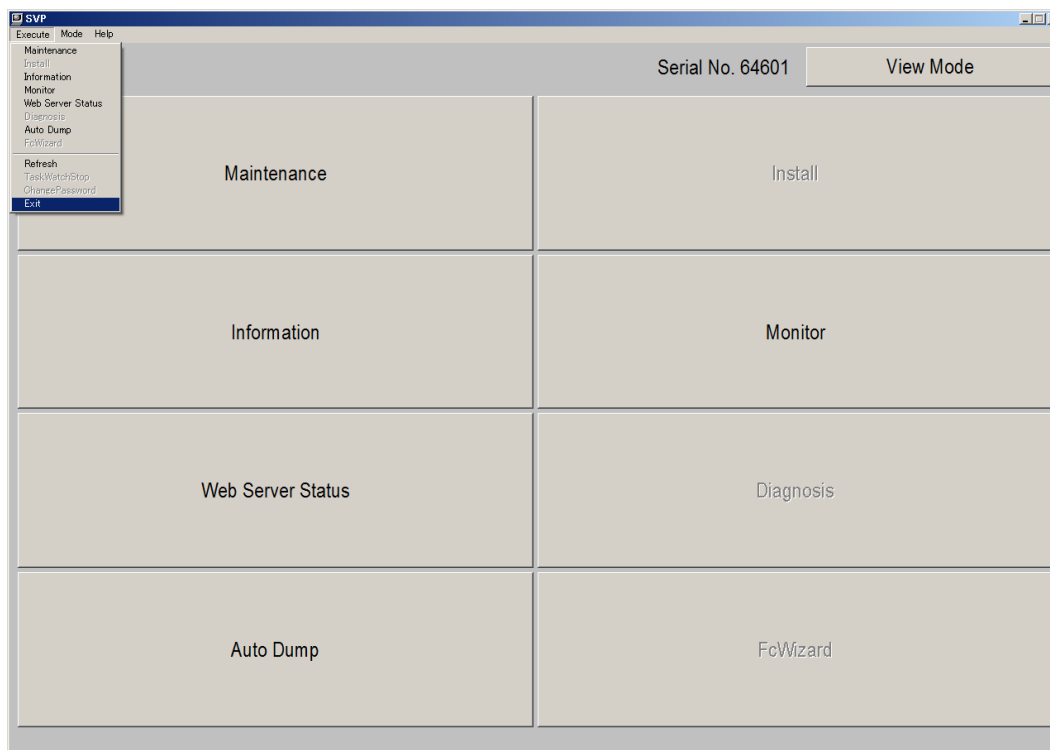 SVP
Execute Mode Help
Maintenance
Install
Information
Monitor
Web Server Status
Diagnosis
Auto Dump
FcWizard
Refresh
TaskWatchStop
ChangePassword
Exit
Serial No. 64601 View Mode
Maintenance Install
Information Monitor
Web Server Status Diagnosis
Auto Dump FcWizard